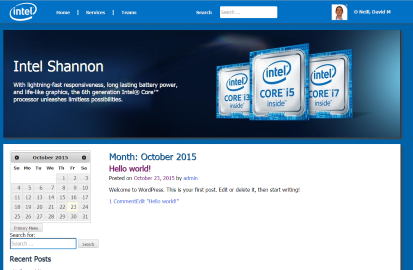 intel
Home | Services | Teams
Search
Search ...
O Neill, David M
Intel Shannon
With lightning-fast responsiveness, long lasting battery power,
and life-like graphics, the 6th generation Intel® Core™
processor unleashes limitless possibilities.
intel
CORE i3
inside™
intel
CORE i5
inside™
intel
CORE i7
inside™
October 2015
Su Mo Tu We Th Fr Sa
1 2 3
4 5 6 7 8 9 10
11 12 13 14 15 16 17
18 19 20 21 22 23 24
25 26 27 28 29 30 31
Primary Menu
Search for:
Search ...
Search
Recent Posts
Month: October 2015
Hello world!
Posted on October 23, 2015 by admin
Welcome to WordPress. This is your first post. Edit or delete it, then start writing!
1 CommentEdit "Hello world!"